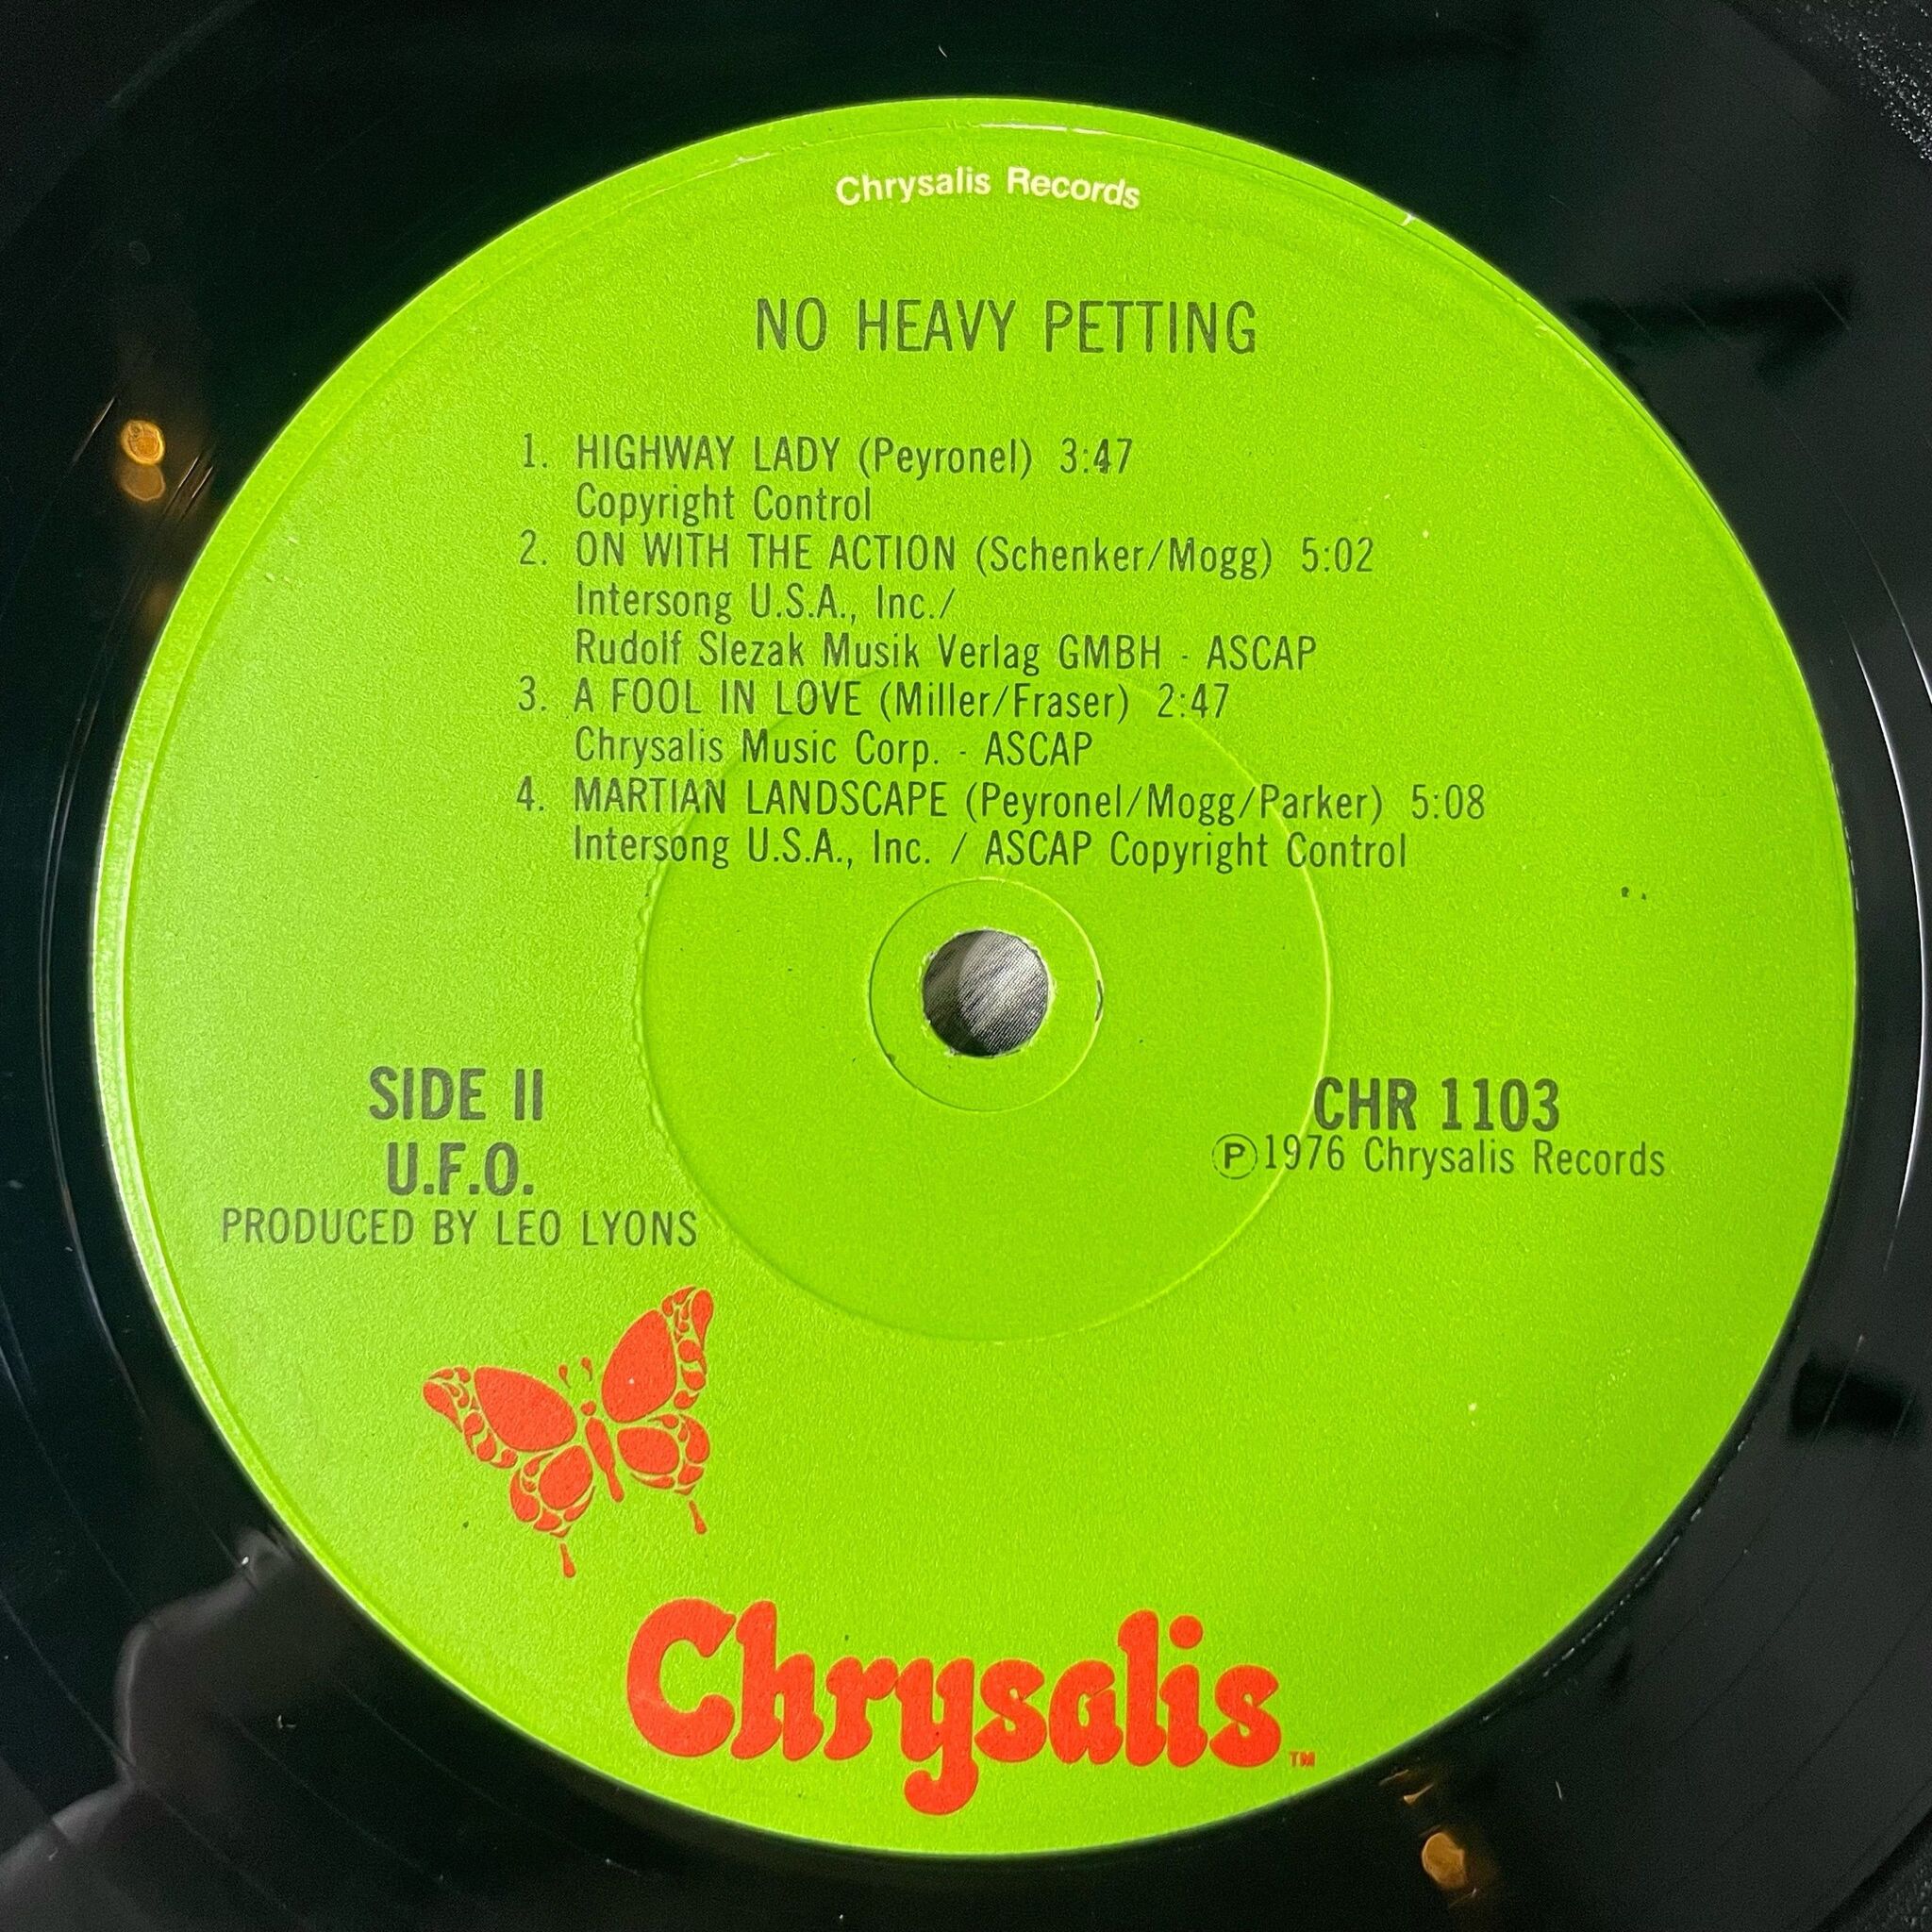 Chrysalis Records
NO HEAVY PETTING
1. HIGHWAY LADY (Peyronel) 3:47
Copyright Control
2. ON WITH THE ACTION (Schenker/Mogg) 5:02
Intersong U.S.A., Inc./
Rudolf Slezak Musik Verlag GMBH - ASCAP
3. A FOOL IN LOVE (Miller/Fraser) 2:47
Chrysalis Music Corp. - ASCAP
4. MARTIAN LANDSCAPE (Peyronel/Mogg/Parker) 5:08
Intersong U.S.A., Inc. / ASCAP Copyright Control
SIDE II
U.F.O.
PRODUCED BY LEO LYONS
CHR 1103
Ⓟ1976 Chrysalis Records
Chrysalis™